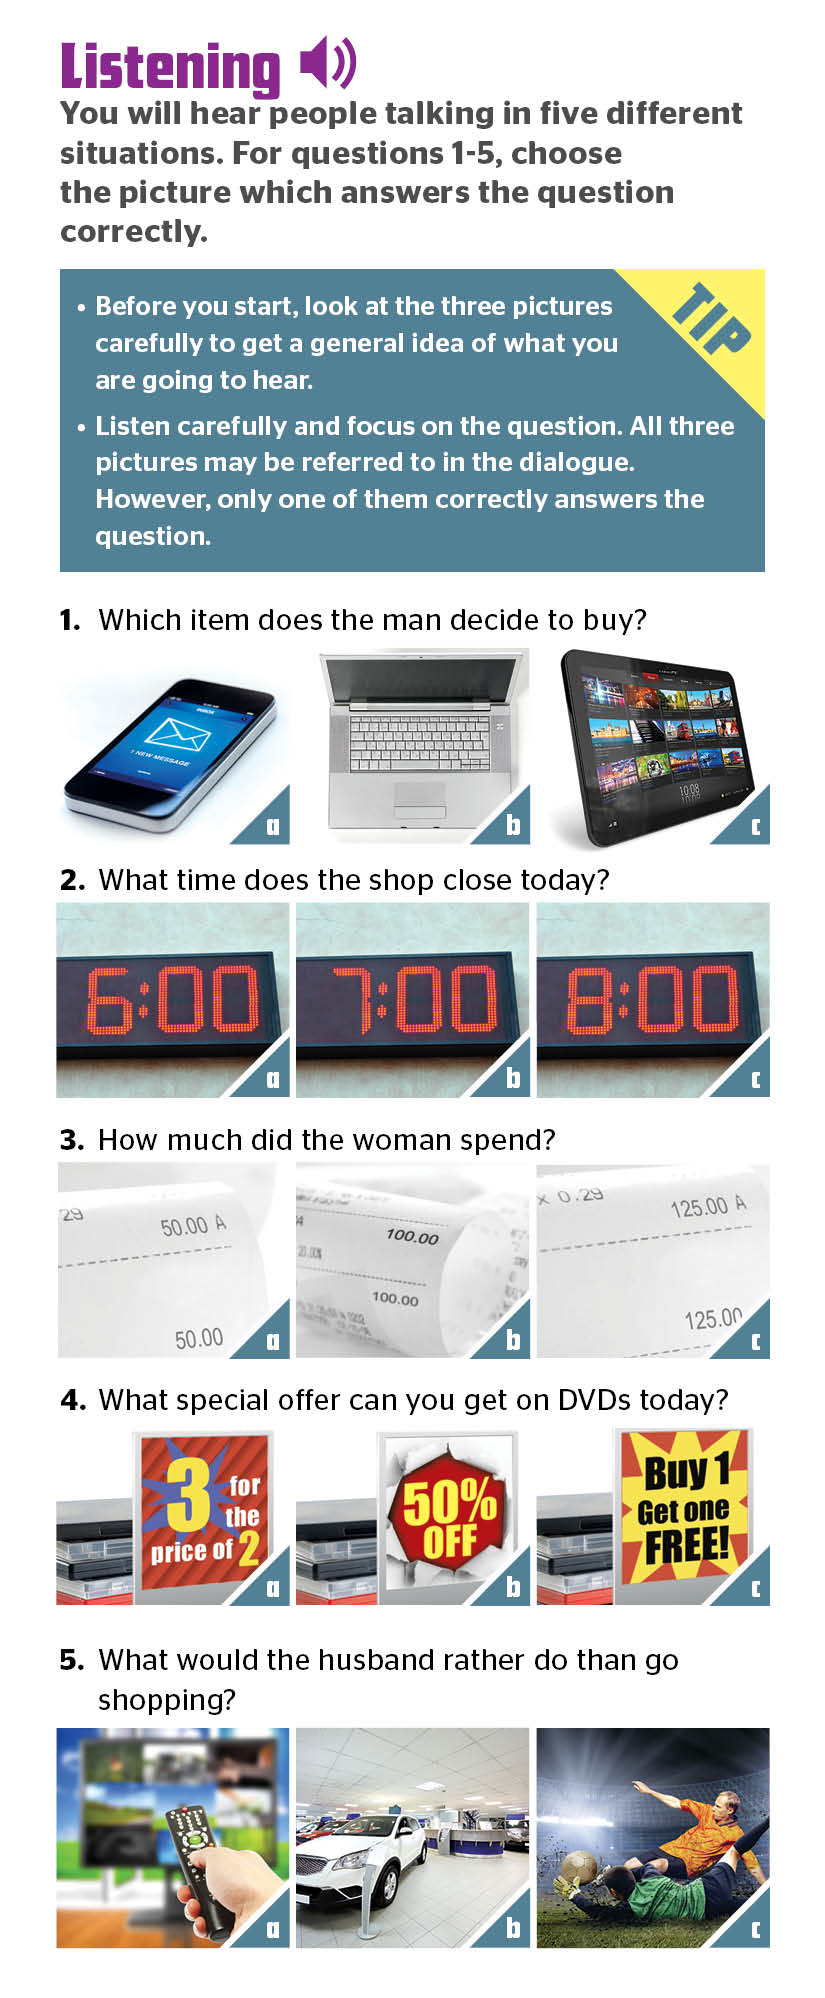 Listening
You will hear people talking in five different
situations. For questions 1-5, choose
the picture which answers the question
correctly.
TIP
• Before you start, look at the three pictures
carefully to get a general idea of what you
are going to hear.
• Listen carefully and focus on the question. All three
pictures may be referred to in the dialogue.
However, only one of them correctly answers the
question.
1. Which item does the man decide to buy?
INBOX
1 NEW MESSAGE
10:08
a
b
c
2. What time does the shop close today?
6:00
7:00
8:00
a
b
c
3. How much did the woman spend?
29
50.00 A
50.00
a
100.00
20.00%
100.00
b
x 0.29
125.00 A
125.00
c
4. What special offer can you get on DVDs today?
3 for
the
price of 2
a
50%
OFF
b
Buy 1
Get one
FREE!
c
5. What would the husband rather do than go
shopping?
a
b
c